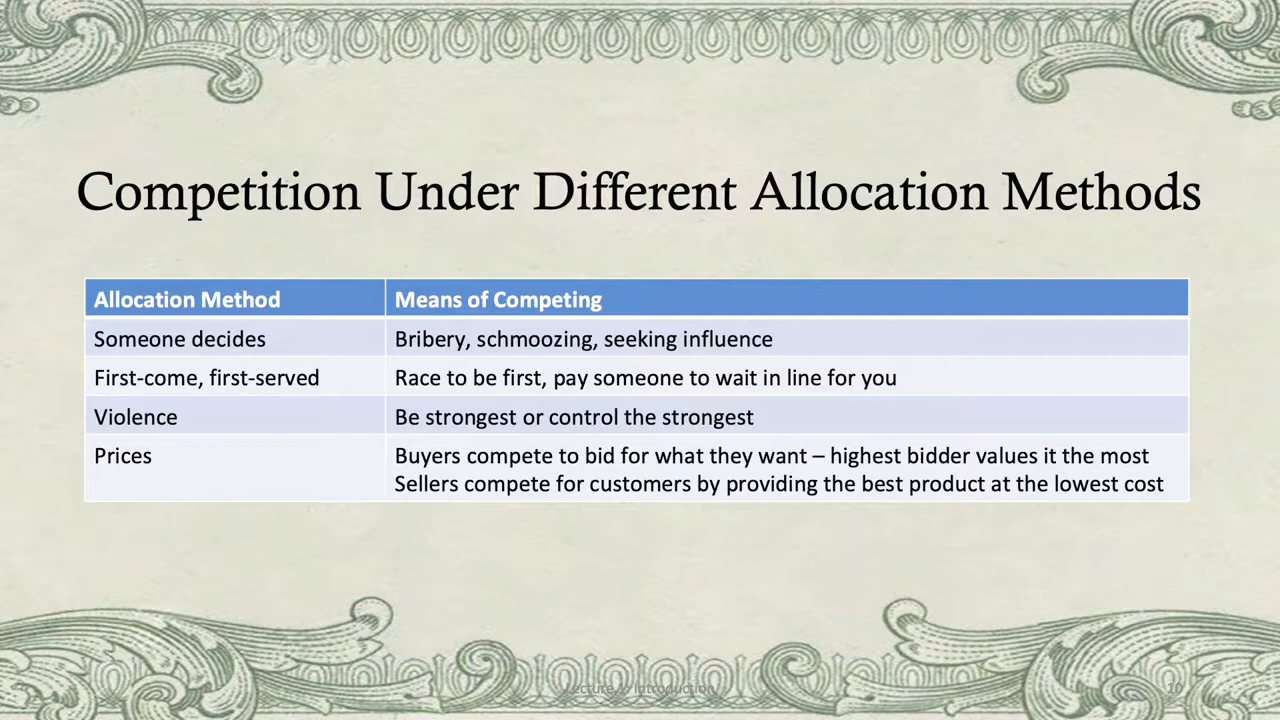 Competition Under Different Allocation Methods
Allocation Method
Means of Competing
Someone decides
Bribery, schmoozing, seeking influence
First-come, first-served
Race to be first, pay someone to wait in line for you
Violence
Be strongest or control the strongest
Prices
Buyers compete to bid for what they want – highest bidder values it the most
Sellers compete for customers by providing the best product at the lowest cost
Lecture Introduction
10